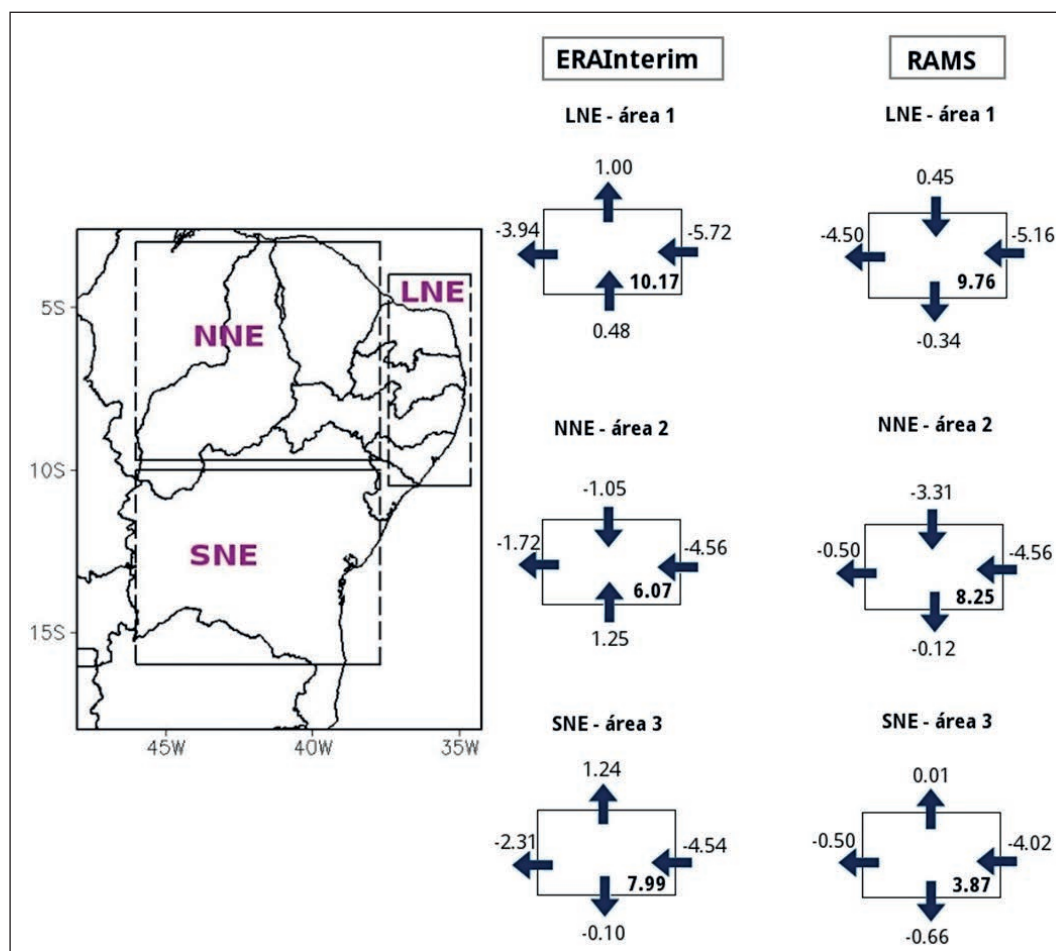 ERAInterim
RAMS
LNE - área 1
LNE - área 1
1.00
0.45
-3.94
-5.72
-4.50
-5.16
10.17
9.76
0.48
-0.34
LNE
5S
NNE
NNE - área 2
NNE - área 2
-1.05
-3.31
-1.72
-4.56
-0.50
-4.56
6.07
8.25
1.25
-0.12
10S
SNE
15S
45W
40W
35W
SNE - área 3
SNE - área 3
1.24
0.01
-2.31
-4.54
-0.50
-4.02
7.99
3.87
-0.10
-0.66